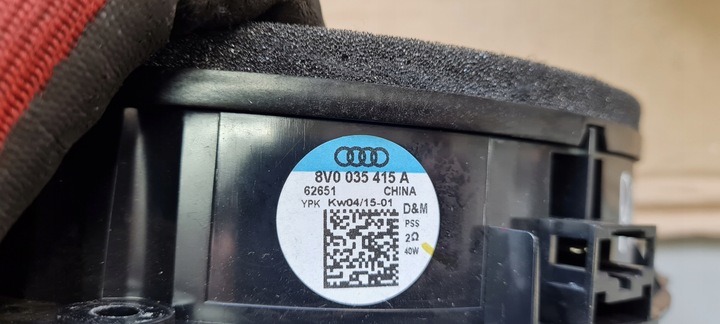 8V0 035 415 A
62651 CHINA
YPK Kw04/15-01
D&M
PSS
2Ω
40W